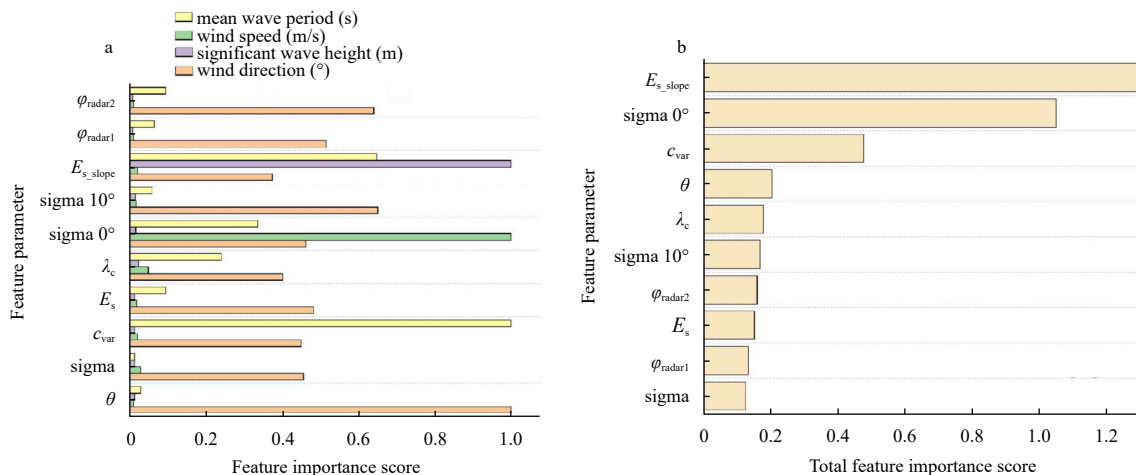 a
mean wave period (s)
wind speed (m/s)
significant wave height (m)
wind direction (°)
Feature parameter
φradar2
φradar1
Es_slope
sigma 10°
sigma 0°
λc
Es
cvar
sigma
θ
0 0.2 0.4 0.6 0.8 1.0
Feature importance score
b
Feature parameter
Es_slope
sigma 0°
cvar
θ
λc
sigma 10°
φradar2
Es
φradar1
sigma
0 0.2 0.4 0.6 0.8 1.0 1.2
Total feature importance score